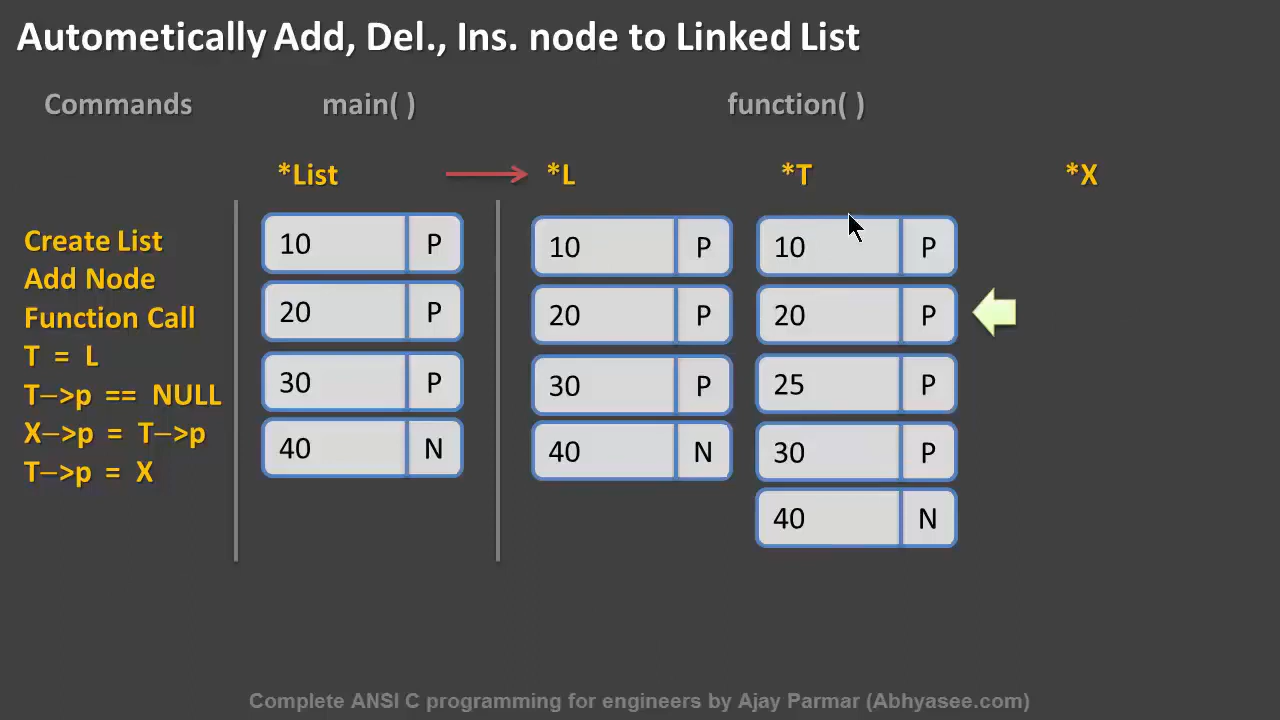 Autometically Add, Del., Ins. node to Linked List
Commands main( ) function( )
*List *L *T *X
Create List
Add Node
Function Call
T = L
T–>p == NULL
X–>p = T–>p
T–>p = X
10 P
20 P
30 P
40 N
10 P
20 P
30 P
40 N
10 P
20 P
25 P
30 P
40 N
Complete ANSI C programming for engineers by Ajay Parmar (Abhyasee.com)